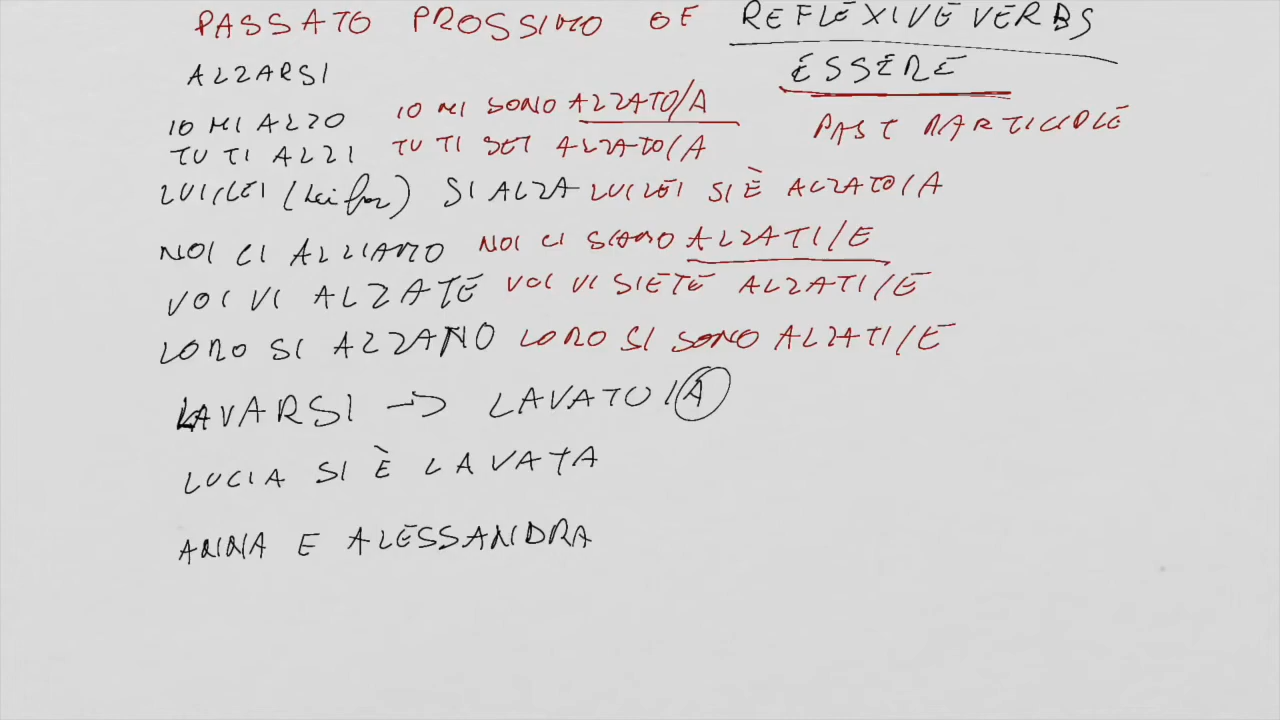 PASSATO PROSSIMO OF REFLEXIVE VERBS
ALZARSI
ESSERE
IO MI ALZO IO MI SONO ALZATO/A
PAST PARTICIPLE
TU TI ALZI TU TI SEI ALZATO/A
LUI/LEI (Lei for) SI ALZA LUI LEI SI È ALZATO/A
NOI CI ALZIAMO NOI CI SIAMO ALZATI/E
VOI VI ALZATE VOI VI SIETE ALZATI/E
LORO SI ALZANO LORO SI SONO ALZATI/E
LAVARSI → LAVATO/A
LUCIA SI È LAVATA
ANNA E ALESSANDRA